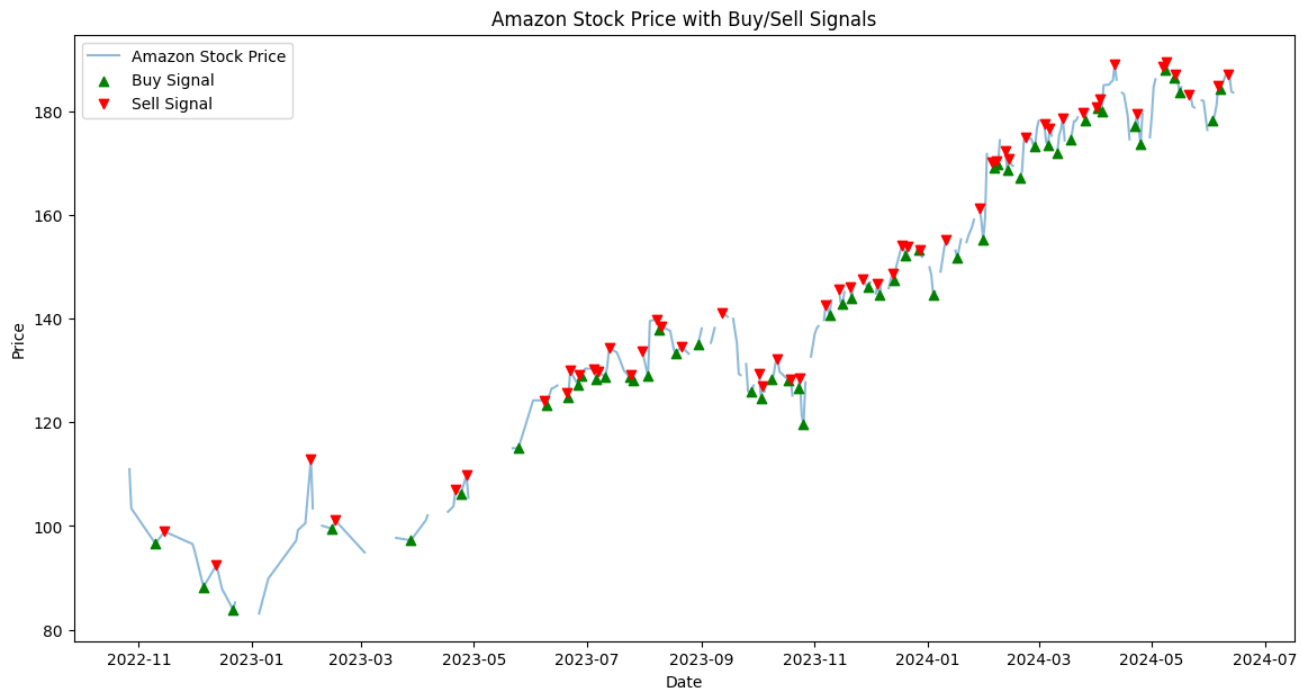 Amazon Stock Price with Buy/Sell Signals
Amazon Stock Price
Buy Signal
Sell Signal
Price
180
160
140
120
100
80
2022-11 2023-01 2023-03 2023-05 2023-07 2023-09 2023-11 2024-01 2024-03 2024-05 2024-07
Date